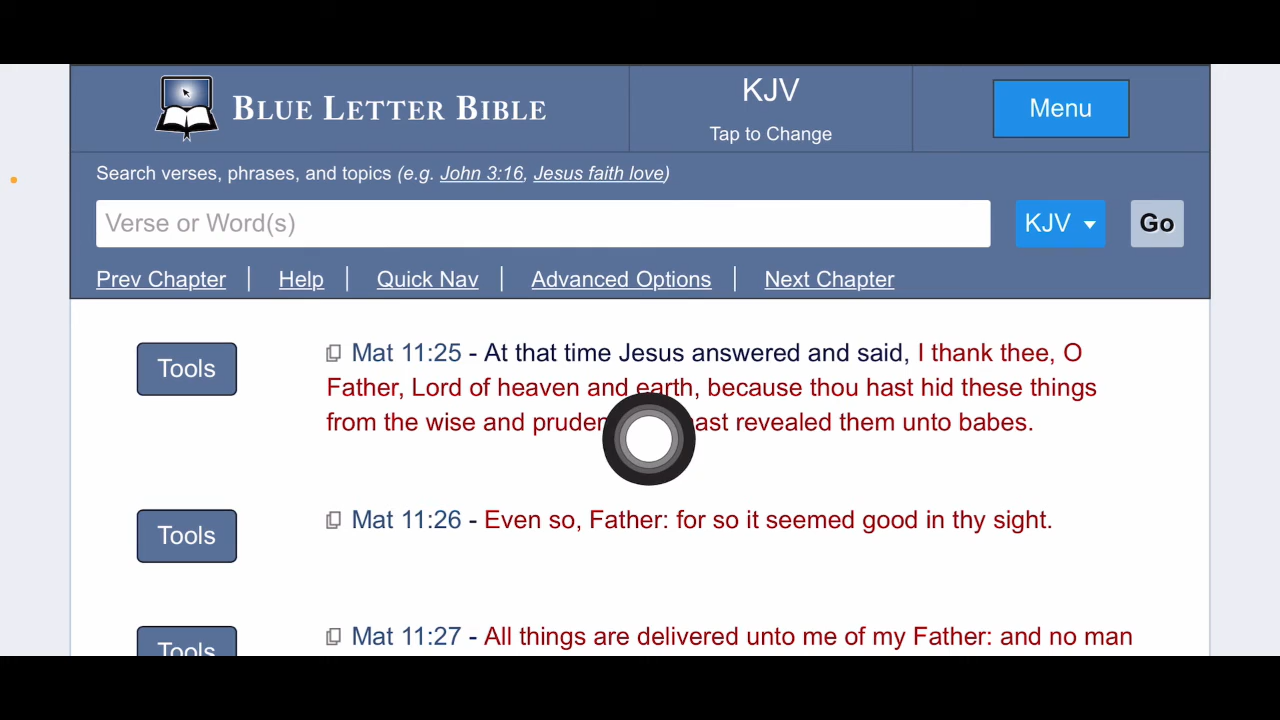 BLUE LETTER BIBLE
KJV
Tap to Change
Menu
Search verses, phrases, and topics (e.g. John 3:16, Jesus faith love)
Verse or Word(s)
KJV
Go
Prev Chapter | Help | Quick Nav | Advanced Options | Next Chapter
Tools
Mat 11:25 - At that time Jesus answered and said, I thank thee, O
Father, Lord of heaven and earth, because thou hast hid these things
from the wise and revealed them unto babes.
Tools
Mat 11:26 - Even so, Father: for so it seemed good in thy sight.
Tools
Mat 11:27 - All things are delivered unto me of my Father: and no man